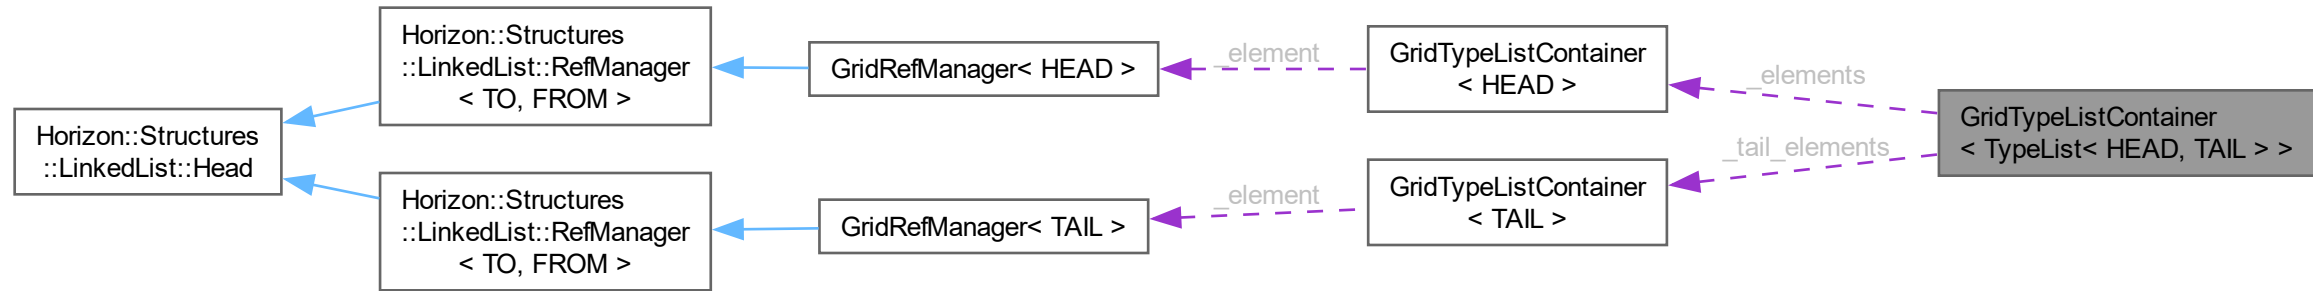 Horizon::Structures
::LinkedList::Head
Horizon::Structures
::LinkedList::RefManager
< TO, FROM >
Horizon::Structures
::LinkedList::RefManager
< TO, FROM >
GridRefManager< HEAD >
GridRefManager< TAIL >
_element
_element
GridTypeListContainer
< HEAD >
GridTypeListContainer
< TAIL >
_elements
_tail_elements
GridTypeListContainer
< TypeList< HEAD, TAIL > >